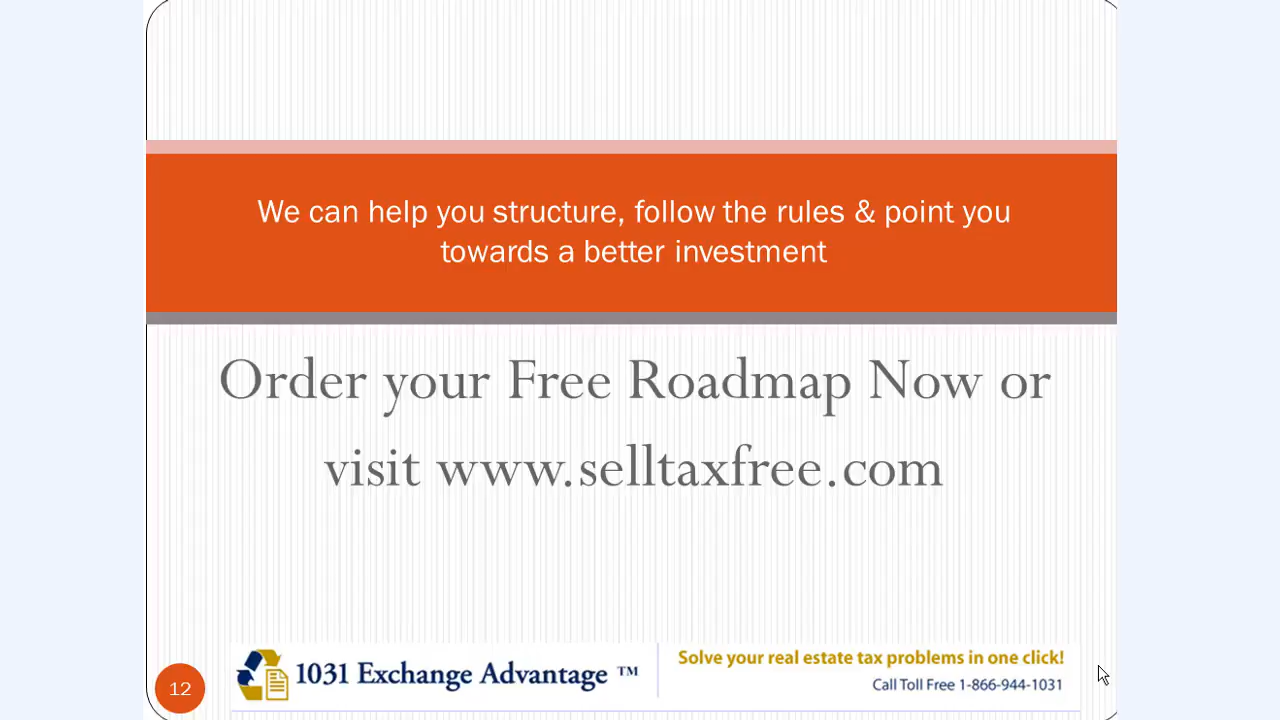 We can help you structure, follow the rules & point you
towards a better investment
Order your Free Roadmap Now or
visit www.selltaxfree.com
12
1031 Exchange Advantage ™
Solve your real estate tax problems in one click!
Call Toll Free 1-866-944-1031